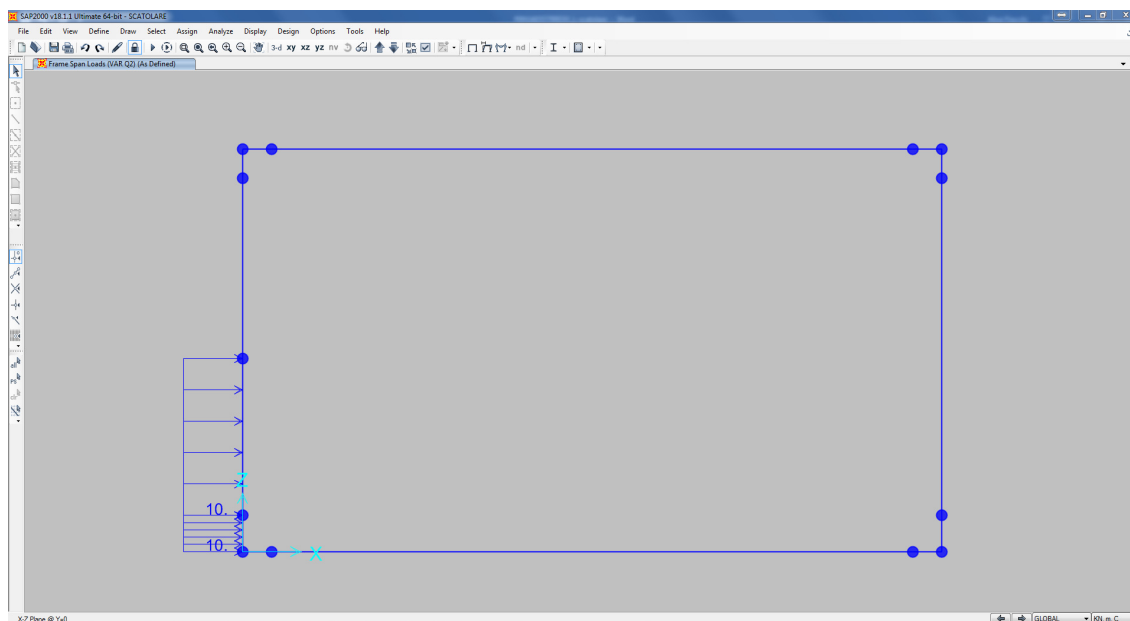 SAP2000 v18.1.1 Ultimate 64-bit - SCATOLARE
File Edit View Define Draw Select Assign Analyze Display Design Options Tools Help
3-d xy xz yz nv nd
Frame Span Loads (VAR Q2) (As Defined)
all
PS
Z
10.
10.
X
X-Z Plane @ Y=0
GLOBAL
KN, m, C